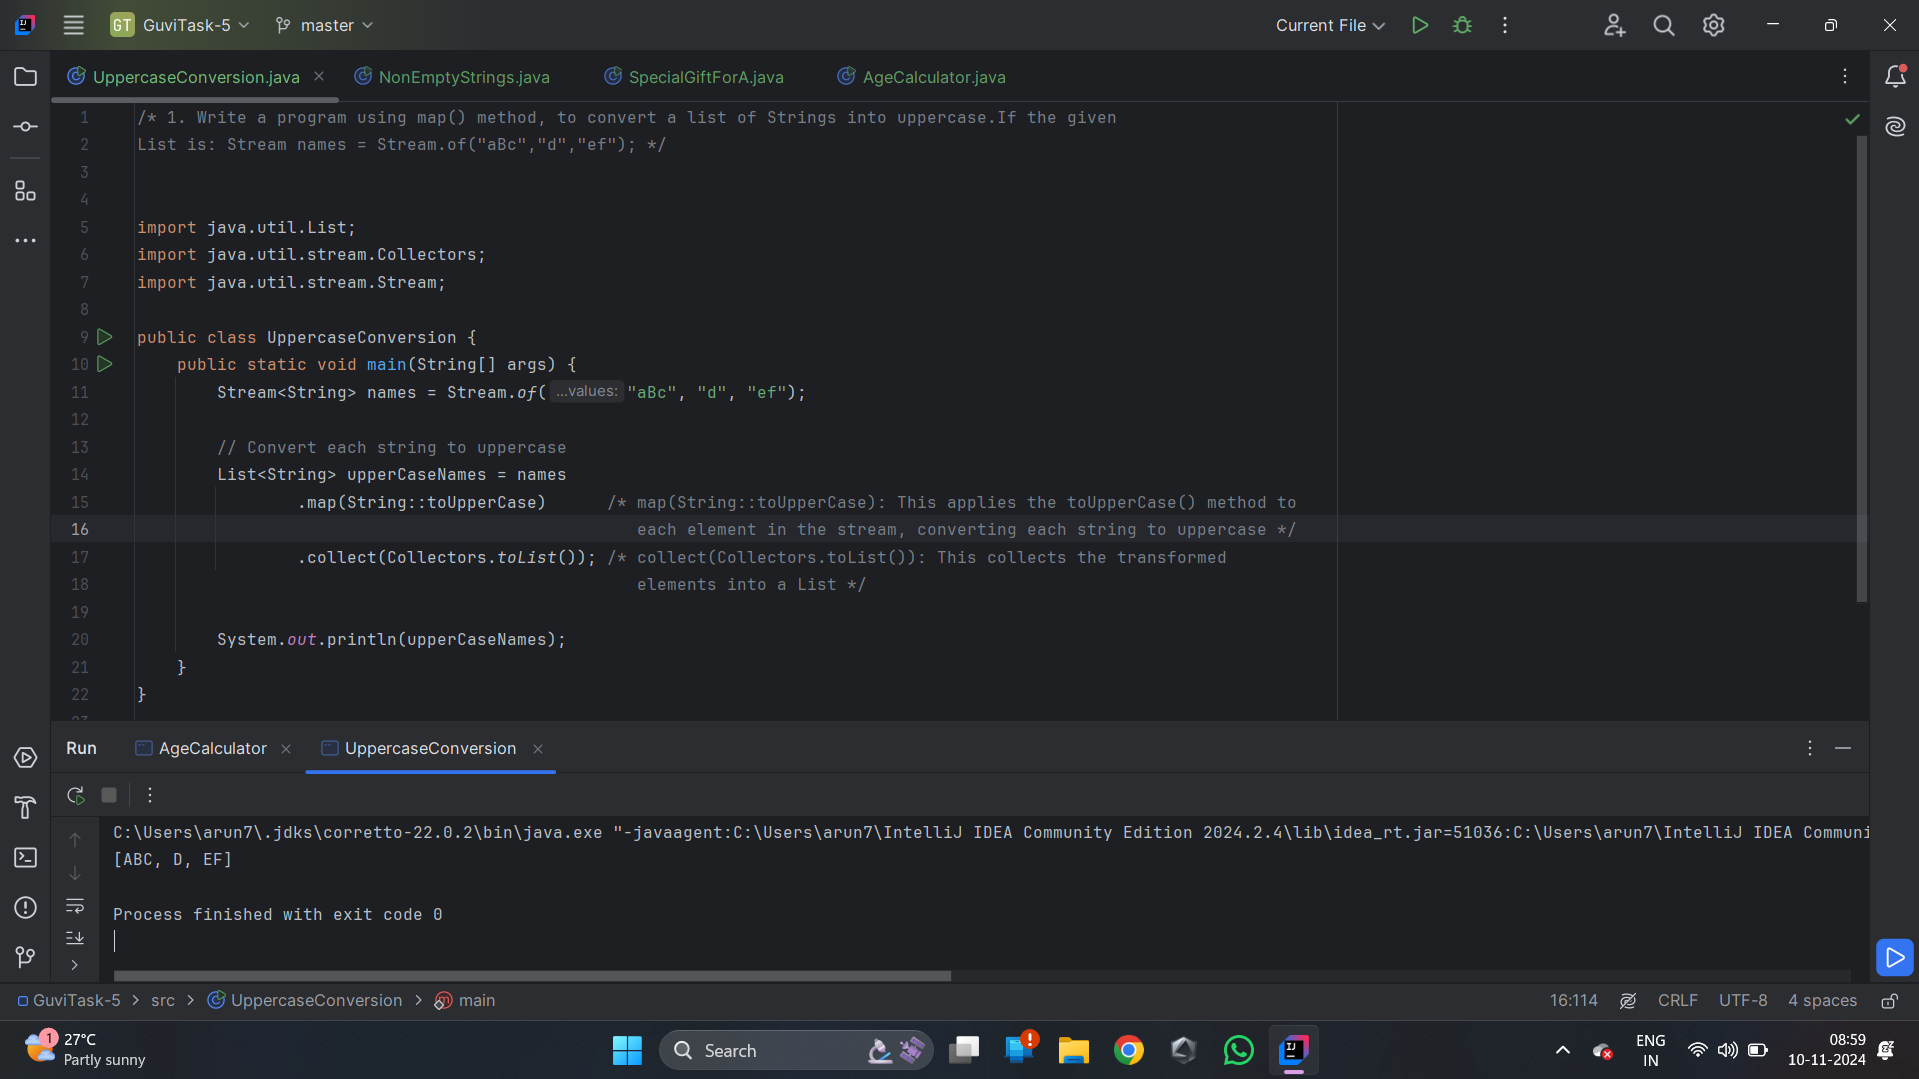 GT GuviTask-5 master Current File
UppercaseConversion.java NonEmptyStrings.java SpecialGiftForA.java AgeCalculator.java
1 /* 1. Write a program using map() method, to convert a list of Strings into uppercase.If the given
2 List is: Stream names = Stream.of("aBc","d","ef"); */
3
4
5 import java.util.List;
6 import java.util.stream.Collectors;
7 import java.util.stream.Stream;
8
9 public class UppercaseConversion {
10 public static void main(String[] args) {
11 Stream<String> names = Stream.of( ...values: "aBc", "d", "ef");
12
13 // Convert each string to uppercase
14 List<String> upperCaseNames = names
15 .map(String::toUpperCase) /* map(String::toUpperCase): This applies the toUpperCase() method to
16 each element in the stream, converting each string to uppercase */
17 .collect(Collectors.toList()); /* collect(Collectors.toList()): This collects the transformed
18 elements into a List */
19
20 System.out.println(upperCaseNames);
21 }
22 }
Run AgeCalculator UppercaseConversion
C:\Users\arun7\.jdks\corretto-22.0.2\bin\java.exe "-javaagent:C:\Users\arun7\IntelliJ IDEA Community Edition 2024.2.4\lib\idea_rt.jar=51036:C:\Users\arun7\IntelliJ IDEA Communi
[ABC, D, EF]
Process finished with exit code 0
GuviTask-5 > src > UppercaseConversion > main 16:114 CRLF UTF-8 4 spaces
1 27°C
Partly sunny
Search
ENG
IN
08:59
10-11-2024